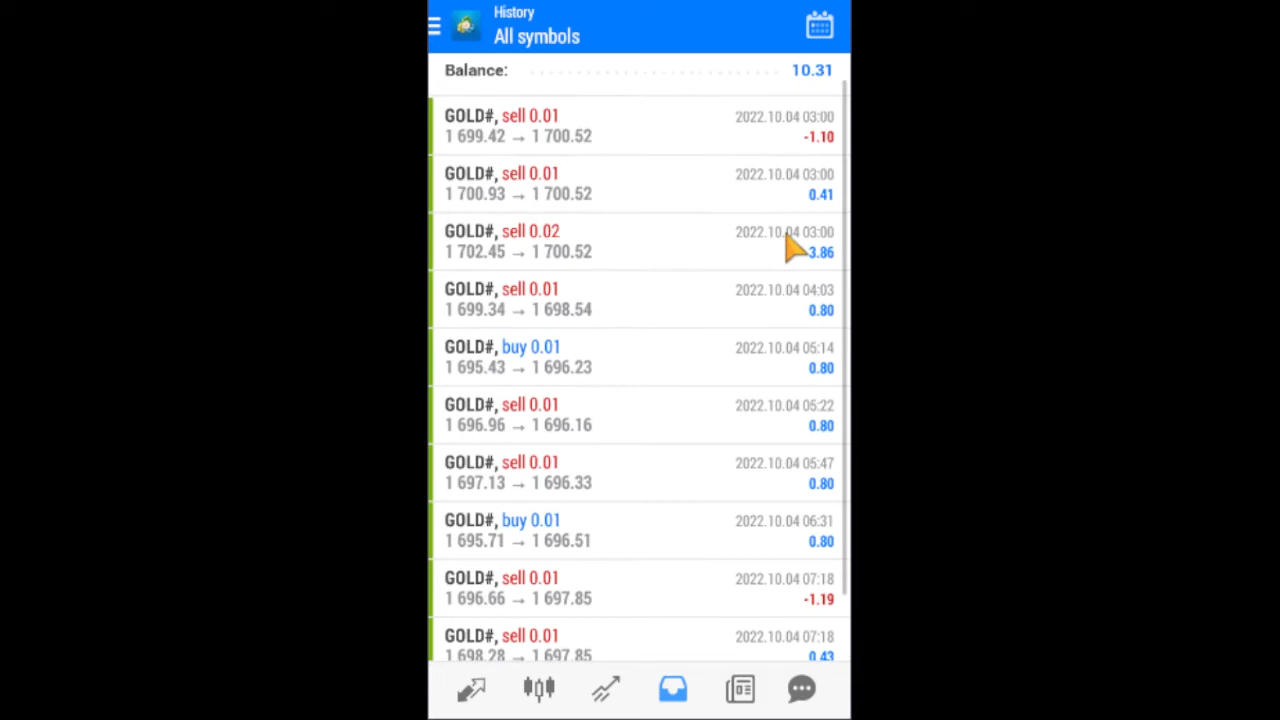 History
All symbols
Balance: 10.31
GOLD#, sell 0.01 2022.10.04 03:00
1 699.42 → 1 700.52 -1.10
GOLD#, sell 0.01 2022.10.04 03:00
1 700.93 → 1 700.52 0.41
GOLD#, sell 0.02 2022.10.04 03:00
1 702.45 → 1 700.52 3.86
GOLD#, sell 0.01 2022.10.04 04:03
1 699.34 → 1 698.54 0.80
GOLD#, buy 0.01 2022.10.04 05:14
1 695.43 → 1 696.23 0.80
GOLD#, sell 0.01 2022.10.04 05:22
1 696.96 → 1 696.16 0.80
GOLD#, sell 0.01 2022.10.04 05:47
1 697.13 → 1 696.33 0.80
GOLD#, buy 0.01 2022.10.04 06:31
1 695.71 → 1 696.51 0.80
GOLD#, sell 0.01 2022.10.04 07:18
1 696.66 → 1 697.85 -1.19
GOLD#, sell 0.01 2022.10.04 07:18
1 698.28 → 1 697.85 0.43